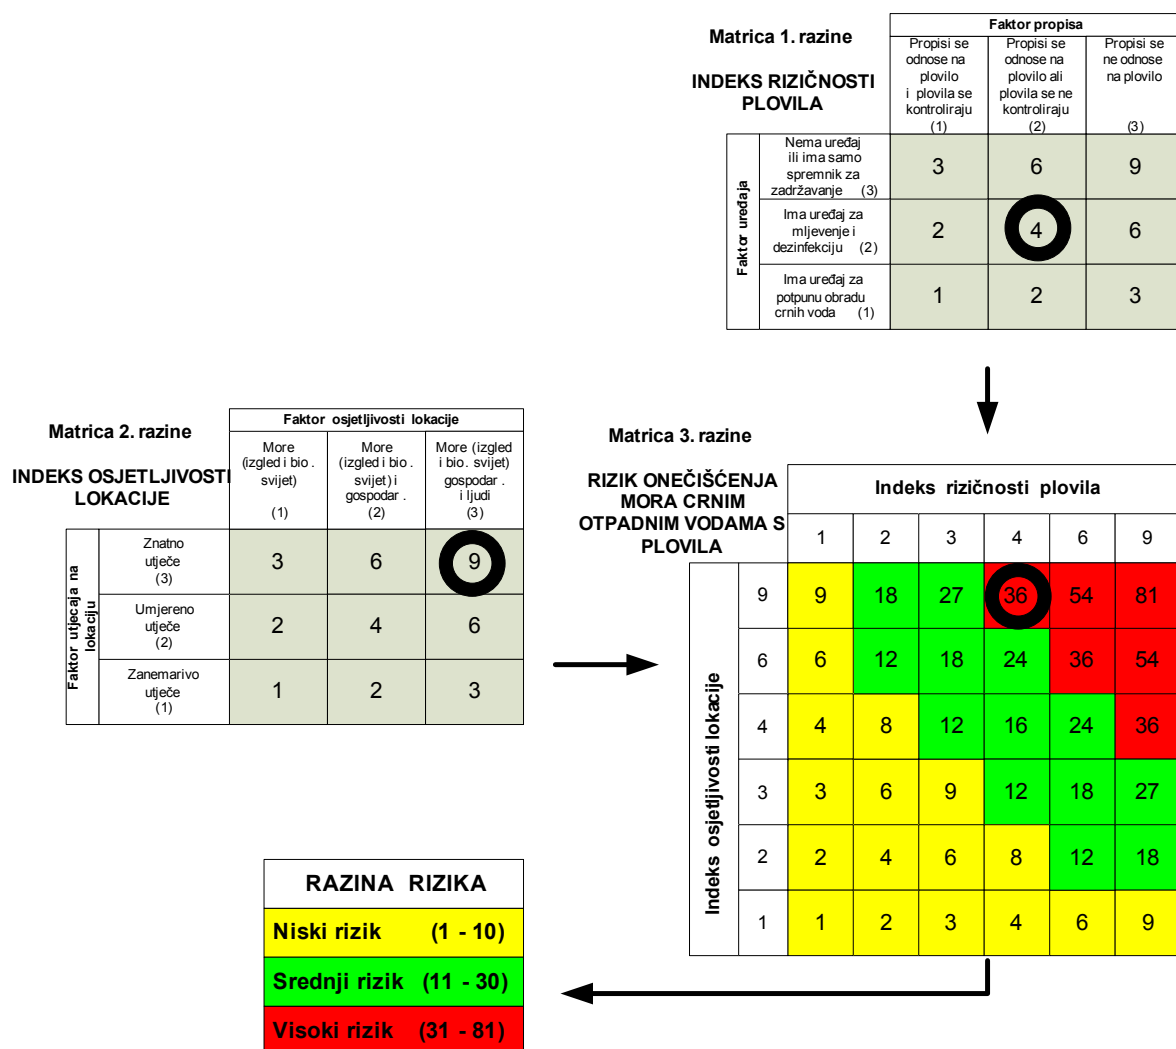 Matrica 1. razine
INDEKS RIZIČNOSTI
PLOVILA
Faktor propisa
Propisi se
odnose na
plovilo
i plovila se
kontroliraju
(1)
Propisi se
odnose na
plovilo ali
plovila se ne
kontroliraju
(2)
Propisi se
ne odnose
na plovilo
(3)
Faktor uređaja
Nema uređaj
ili ima samo
spremnik za
zadržavanje (3)
3 6 9
Ima uređaj za
mljevenje i
dezinfekciju (2)
2 4 6
Ima uređaj za
potpunu obradu
crnih voda (1)
1 2 3
Matrica 2. razine
INDEKS OSJETLJIVOSTI
LOKACIJE
Faktor osjetljivosti lokacije
More
(izgled i bio.
svijet)
(1)
More
(izgled i bio.
svijet) i
gospodar.
(2)
More (izgled
i bio. svijet)
gospodar.
i ljudi
(3)
Faktor utjecaja na
lokaciju
Znatno
utječe
(3)
3 6 9
Umjereno
utječe
(2)
2 4 6
Zanemarivo
utječe
(1)
1 2 3
Matrica 3. razine
RIZIK ONEČIŠĆENJA
MORA CRNIM
OTPADNIM VODAMA S
PLOVILA
Indeks rizičnosti plovila
1 2 3 4 6 9
Indeks osjetljivosti lokacije
9 9 18 27 36 54 81
6 6 12 18 24 36 54
4 4 8 12 16 24 36
3 3 6 9 12 18 27
2 2 4 6 8 12 18
1 1 2 3 4 6 9
RAZINA RIZIKA
Niski rizik (1 - 10)
Srednji rizik (11 - 30)
Visoki rizik (31 - 81)